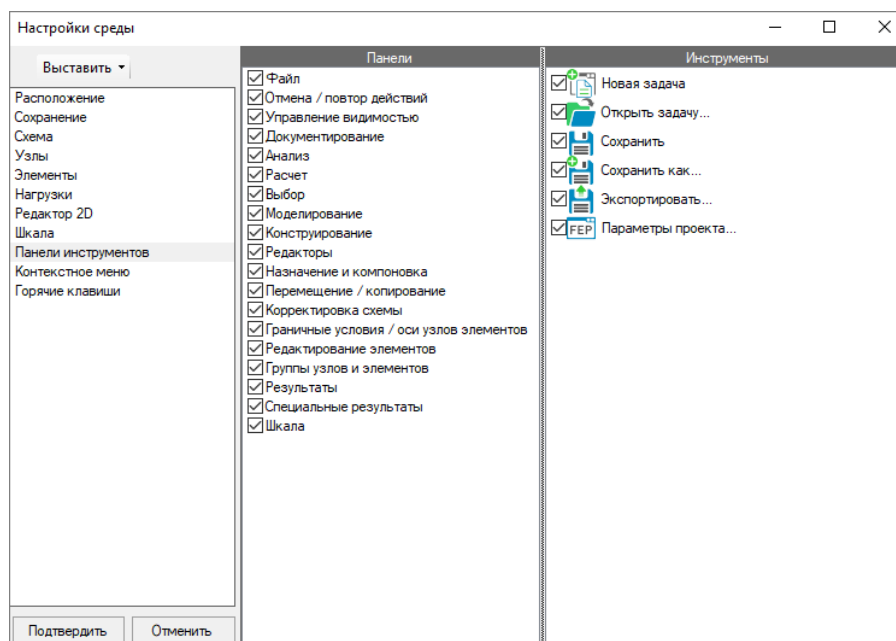 Настройки среды
Выставить
Расположение
Сохранение
Схема
Узлы
Элементы
Нагрузки
Редактор 2D
Шкала
Панели инструментов
Контекстное меню
Горячие клавиши
Подтвердить
Отменить
Панели
Файл
Отмена / повтор действий
Управление видимостью
Документирование
Анализ
Расчет
Выбор
Моделирование
Конструирование
Редакторы
Назначение и компоновка
Перемещение / копирование
Корректировка схемы
Граничные условия / оси узлов элементов
Редактирование элементов
Группы узлов и элементов
Результаты
Специальные результаты
Шкала
Инструменты
Новая задача
Открыть задачу...
Сохранить
Сохранить как...
Экспортировать...
FEP Параметры проекта...